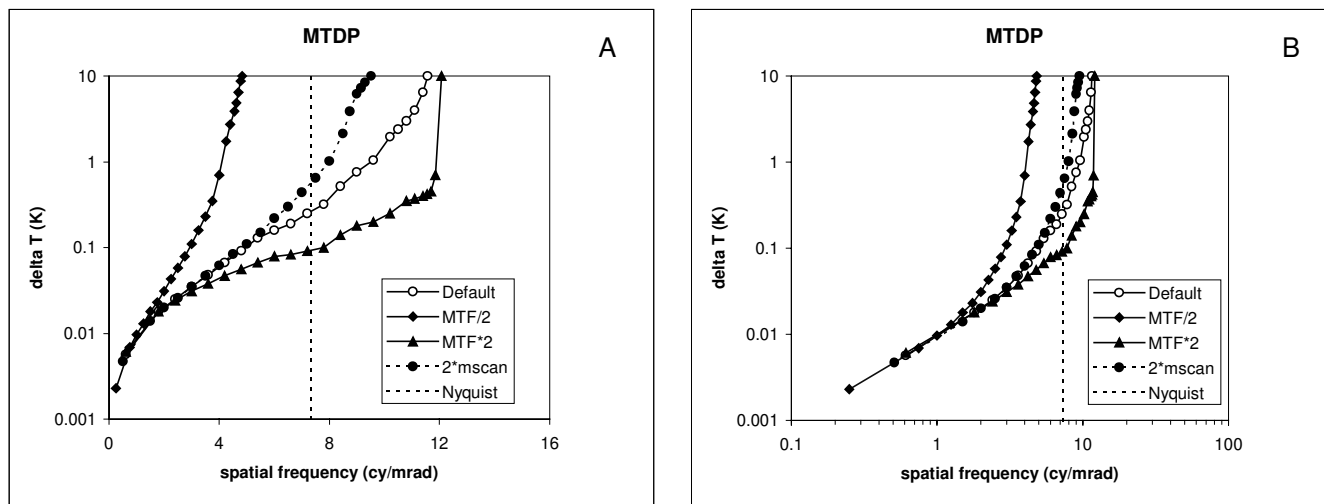 MTDP
A
10
1
0.1
0.01
0.001
delta T (K)
Default
MTF/2
MTF*2
2*mscan
Nyquist
0 4 8 12 16
spatial frequency (cy/mrad)
MTDP
B
10
1
0.1
0.01
0.001
delta T (K)
Default
MTF/2
MTF*2
2*mscan
Nyquist
0.1 1 10 100
spatial frequency (cy/mrad)